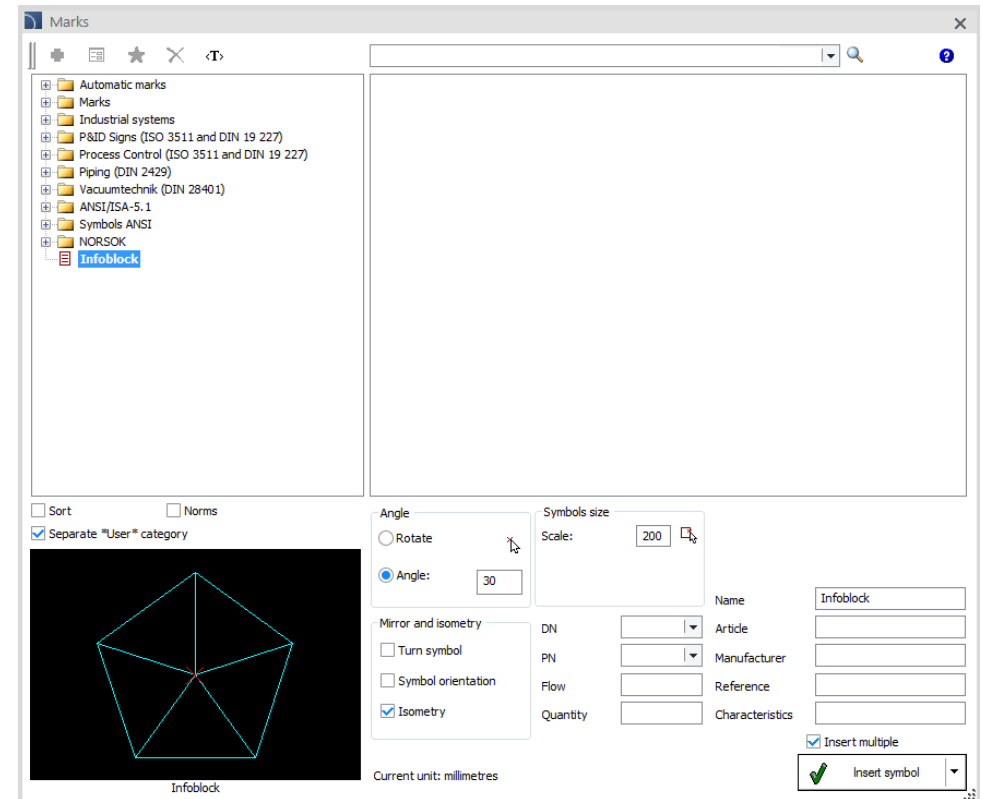 Marks
<T>
Automatic marks
Marks
Industrial systems
P&ID Signs (ISO 3511 and DIN 19 227)
Process Control (ISO 3511 and DIN 19 227)
Piping (DIN 2429)
Vacuumtechnik (DIN 28401)
ANSI/ISA-5.1
Symbols ANSI
NORSOK
Infoblock
Sort
Norms
Separate *User* category
Infoblock
Angle
Rotate
Angle:
30
Mirror and isometry
Turn symbol
Symbol orientation
Isometry
Current unit: millimetres
Symbols size
Scale:
200
DN
PN
Flow
Quantity
Name
Infoblock
Article
Manufacturer
Reference
Characteristics
Insert multiple
Insert symbol